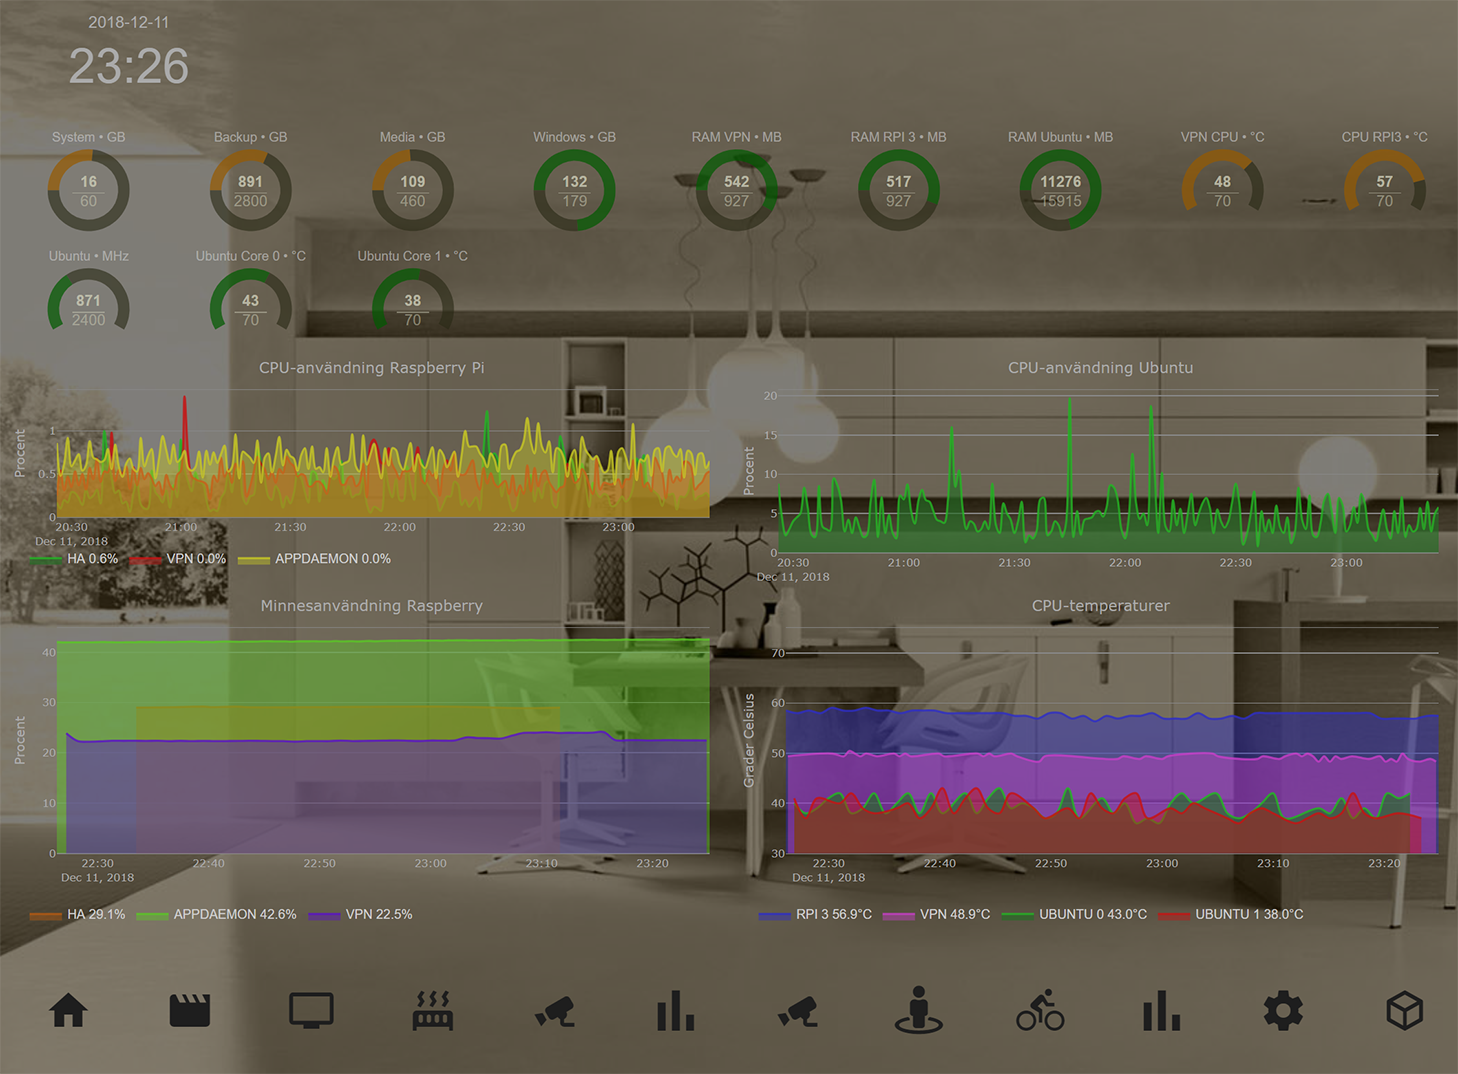 2018-12-11
23:26
System • GB
Backup • GB
Media • GB
Windows • GB
RAM VPN • MB
RAM RPI 3 • MB
RAM Ubuntu • MB
VPN CPU • °C
CPU RPI3 • °C
16
60
891
2800
109
460
132
179
542
927
517
927
11276
15915
48
70
57
70
Ubuntu • MHz
Ubuntu Core 0 • °C
Ubuntu Core 1 • °C
871
2400
43
70
38
70
CPU-användning Raspberry Pi
Procent
1
0.5
0
20:30
21:00
21:30
22:00
22:30
23:00
Dec 11, 2018
HA 0.6%
VPN 0.0%
APPDAEMON 0.0%
CPU-användning Ubuntu
Procent
20
15
10
5
0
20:30
21:00
21:30
22:00
22:30
23:00
Dec 11, 2018
Minnesanvändning Raspberry
Procent
40
30
20
10
0
22:30
22:40
22:50
23:00
23:10
23:20
Dec 11, 2018
HA 29.1%
APPDAEMON 42.6%
VPN 22.5%
CPU-temperaturer
Grader Celsius
70
60
50
40
30
22:30
22:40
22:50
23:00
23:10
23:20
Dec 11, 2018
RPI 3 56.9°C
VPN 48.9°C
UBUNTU 0 43.0°C
UBUNTU 1 38.0°C